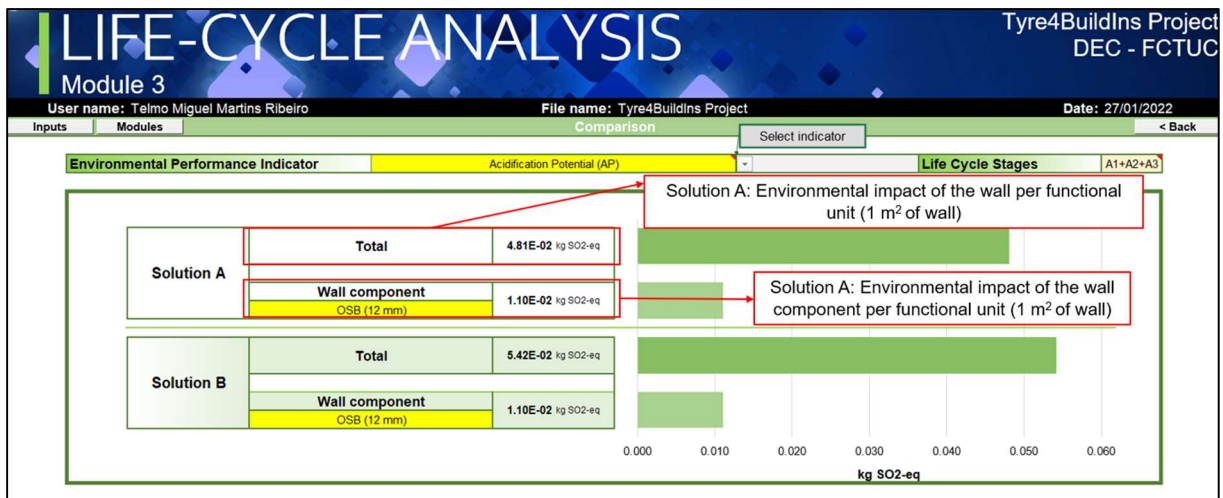 LIFE-CYCLE ANALYSIS
Module 3
Tyre4BuildIns Project
DEC - FCTUC
User name: Telmo Miguel Martins Ribeiro File name: Tyre4BuildIns Project Date: 27/01/2022
Inputs Modules Comparison < Back
Select indicator
Environmental Performance Indicator Acidification Potential (AP) Life Cycle Stages A1+A2+A3
Solution A: Environmental impact of the wall per functional
unit (1 m² of wall)
Solution A
Total 4.81E-02 kg SO2-eq
Wall component 1.10E-02 kg SO2-eq
OSB (12 mm)
Solution A: Environmental impact of the wall
component per functional unit (1 m² of wall)
Solution B
Total 5.42E-02 kg SO2-eq
Wall component 1.10E-02 kg SO2-eq
OSB (12 mm)
0.000 0.010 0.020 0.030 0.040 0.050 0.060
kg SO2-eq